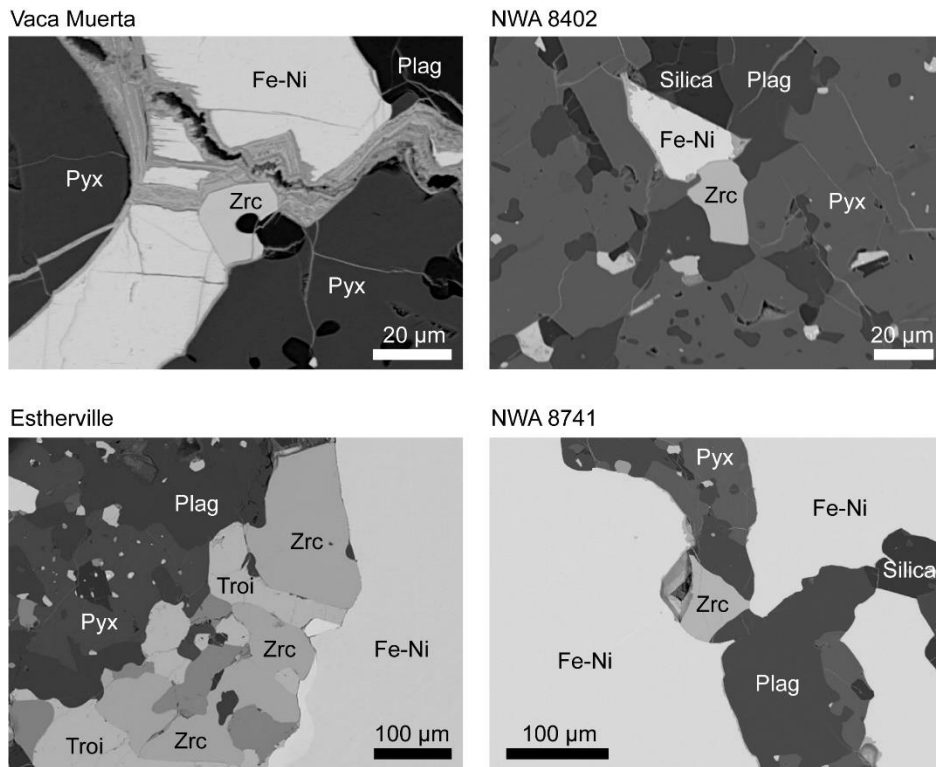 Vaca Muerta
Fe-Ni
Plag
Pyx
Zrc
Pyx
20 µm
NWA 8402
Silica
Plag
Fe-Ni
Zrc
Pyx
20 µm
Estherville
Plag
Zrc
Troi
Pyx
Zrc
Fe-Ni
Troi
Zrc
100 µm
NWA 8741
Pyx
Fe-Ni
Silica
Zrc
Fe-Ni
Plag
100 µm